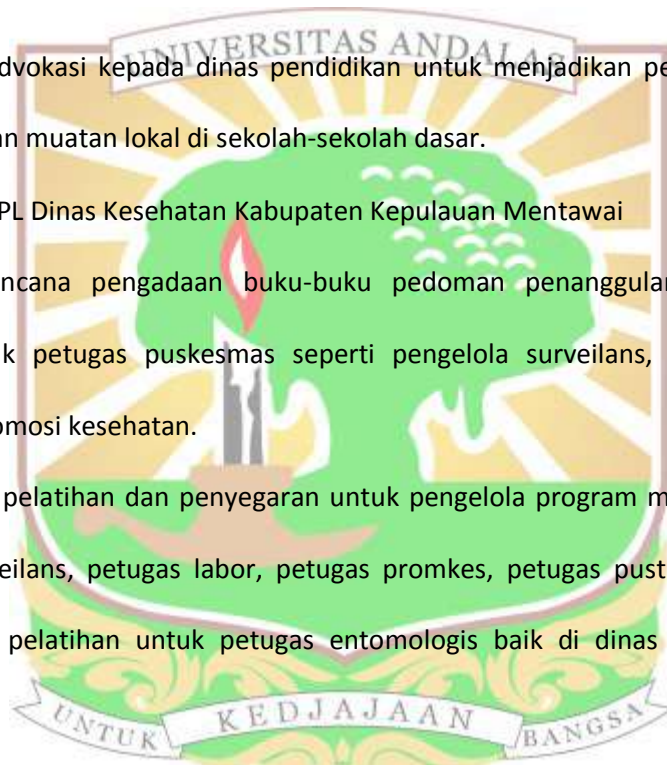 UNIVERSITAS ANDALAS
dvokasi kepada dinas pendidikan untuk menjadikan pe
an muatan lokal di sekolah-sekolah dasar.
PL Dinas Kesehatan Kabupaten Kepulauan Mentawai
ncana pengadaan buku-buku pedoman penanggulan
k petugas puskesmas seperti pengelola surveilans,
omosi kesehatan.
pelatihan dan penyegaran untuk pengelola program m
eilans, petugas labor, petugas promkes, petugas pust
pelatihan untuk petugas entomologis baik di dinas
UNTUK KEDJAJAAN BANGSA